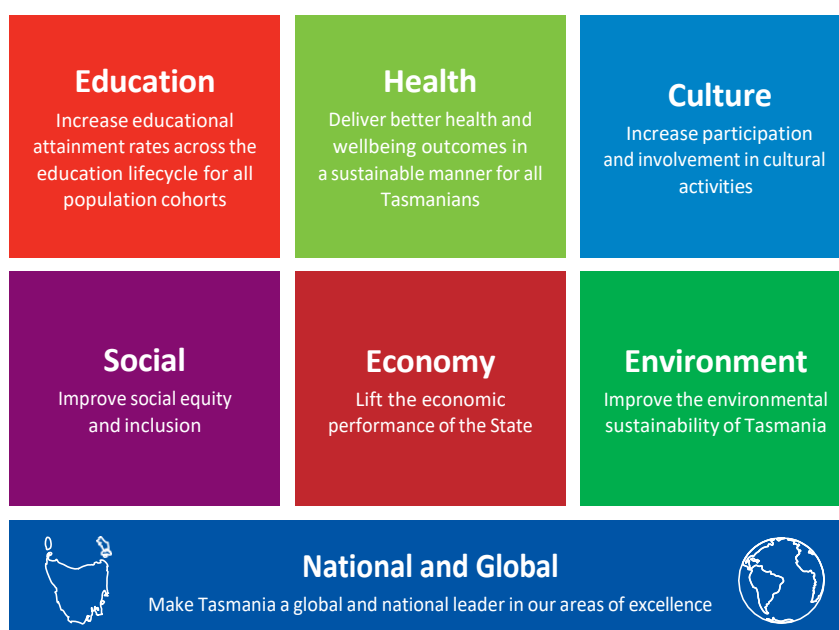 Education
Increase educational
attainment rates across the
education lifecycle for all
population cohorts
Health
Deliver better health and
wellbeing outcomes in
a sustainable manner for all
Tasmanians
Culture
Increase participation
and involvement in cultural
activities
Social
Improve social equity
and inclusion
Economy
Lift the economic
performance of the State
Environment
Improve the environmental
sustainability of Tasmania
National and Global
Make Tasmania a global and national leader in our areas of excellence